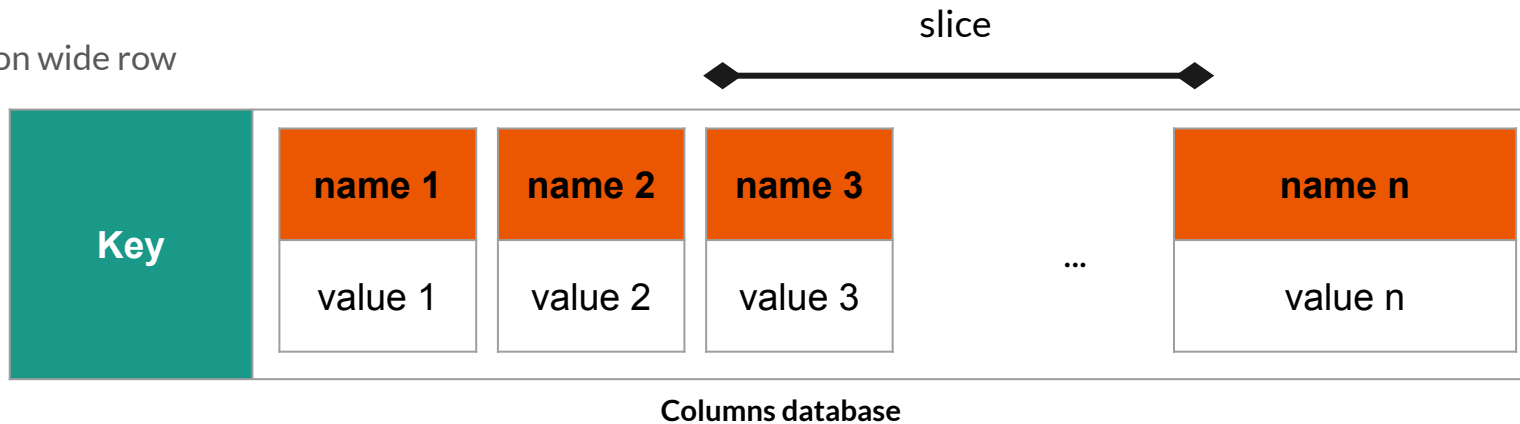 slice
on wide row
Key
name 1
name 2
name 3
name n
value 1
value 2
value 3
...
value n
Columns database